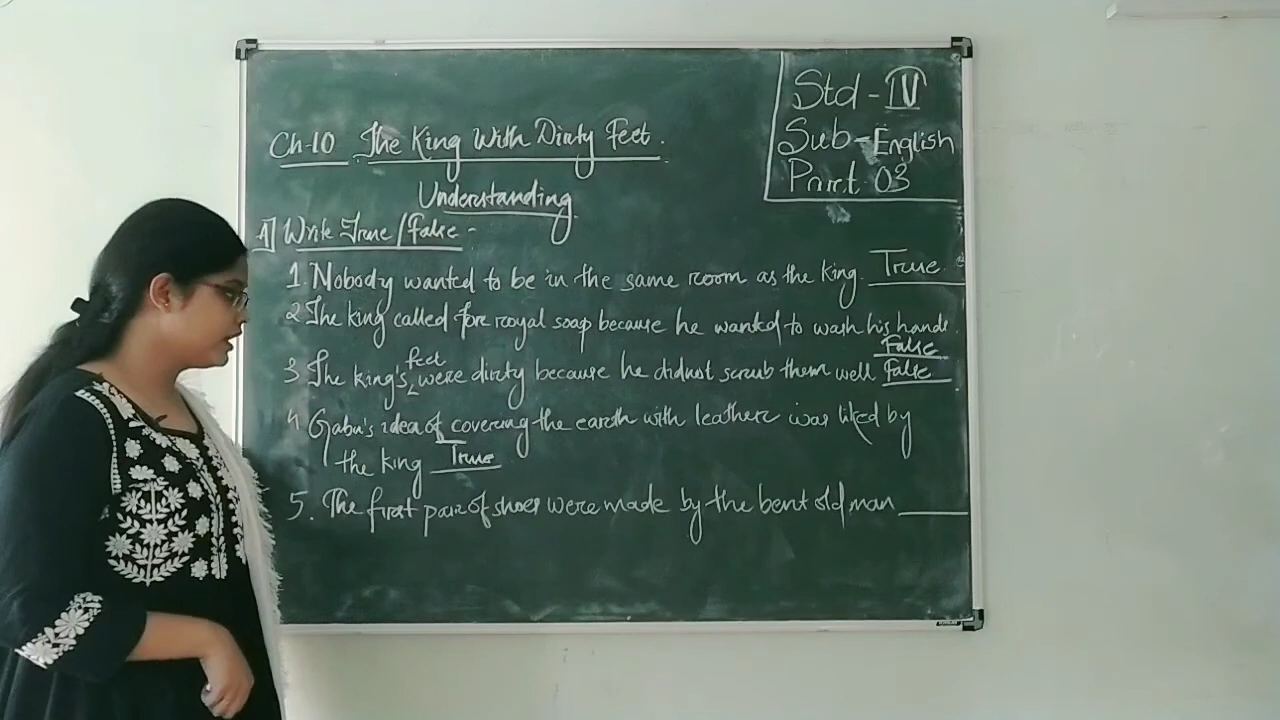 Std - IV
Sub - English
Part 03
Ch-10 The King With Dirty Feet.
Understanding
A] Write True/False -
1. Nobody wanted to be in the same room as the king. True
2 The king called for royal soap because he wanted to wash his hands.
False
3 The king's feet were dirty because he didnot scrub them well False
4 Gabu's idea of covering the earth with leather was liked by
the king True
5. The first pair of shoes were made by the bent old man